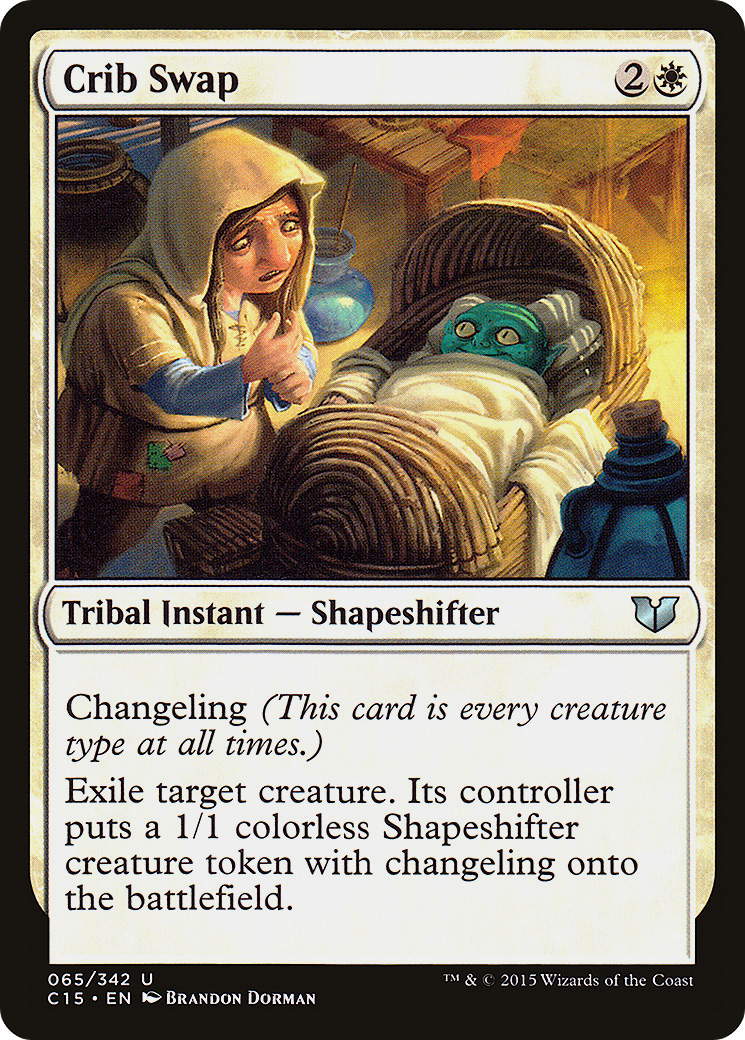 Crib Swap 2
Tribal Instant — Shapeshifter
Changeling (This card is every creature
type at all times.)
Exile target creature. Its controller
puts a 1/1 colorless Shapeshifter
creature token with changeling onto
the battlefield.
065/342 U ™ & © 2015 Wizards of the Coast
C15 • EN Brandon Dorman